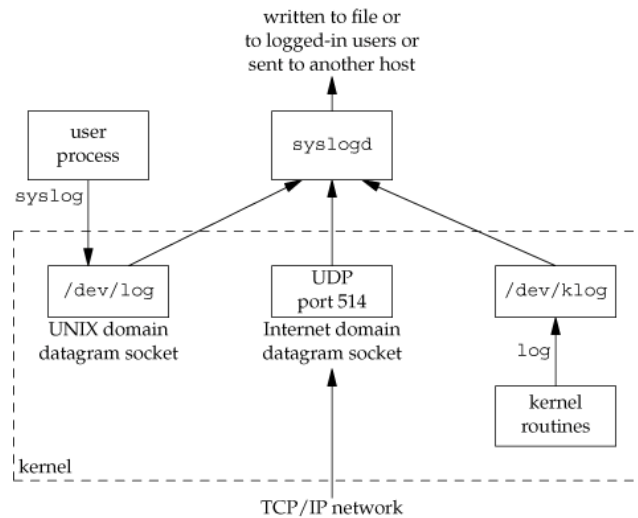 written to file or
to logged-in users or
sent to another host
user
process
syslogd
syslog
/dev/log
UDP
port 514
/dev/klog
UNIX domain
datagram socket
Internet domain
datagram socket
log
kernel
routines
kernel
TCP/IP network